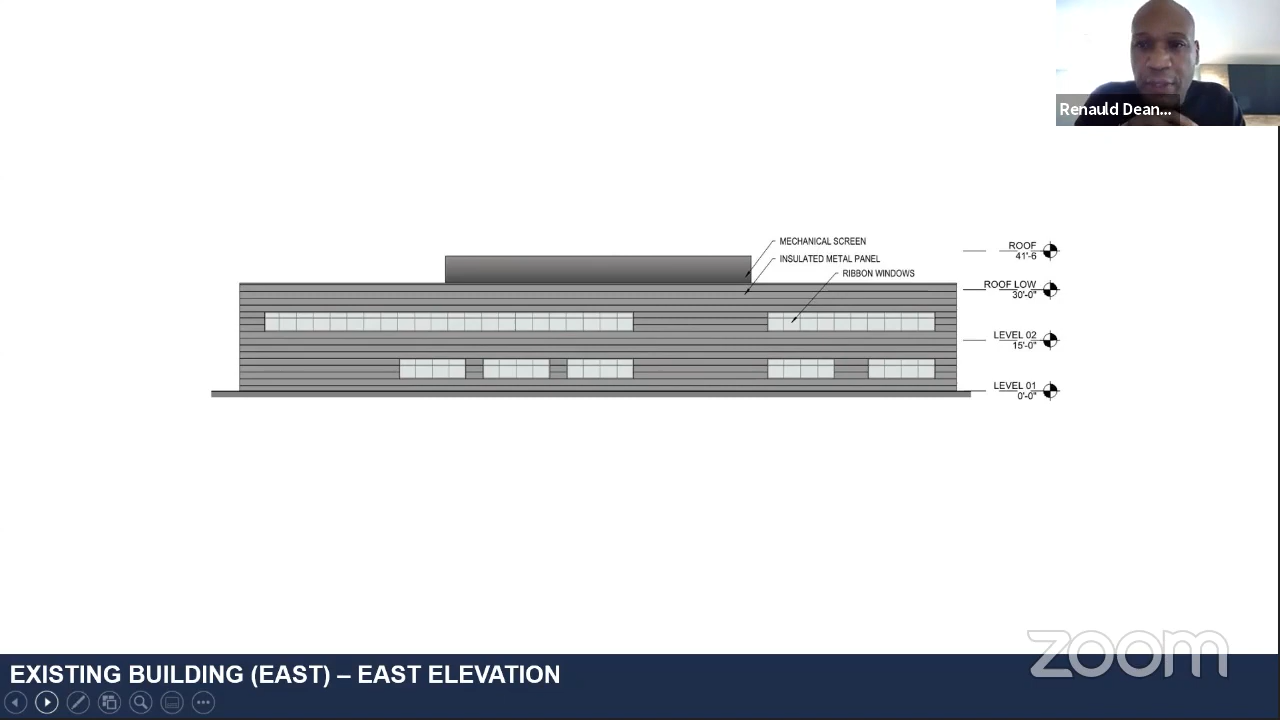 Renauld Dean...
MECHANICAL SCREEN
INSULATED METAL PANEL
RIBBON WINDOWS
ROOF
41'-6
ROOF LOW
30'-0"
LEVEL 02
15'-0"
LEVEL 01
0'-0"
zoom
EXISTING BUILDING (EAST) – EAST ELEVATION